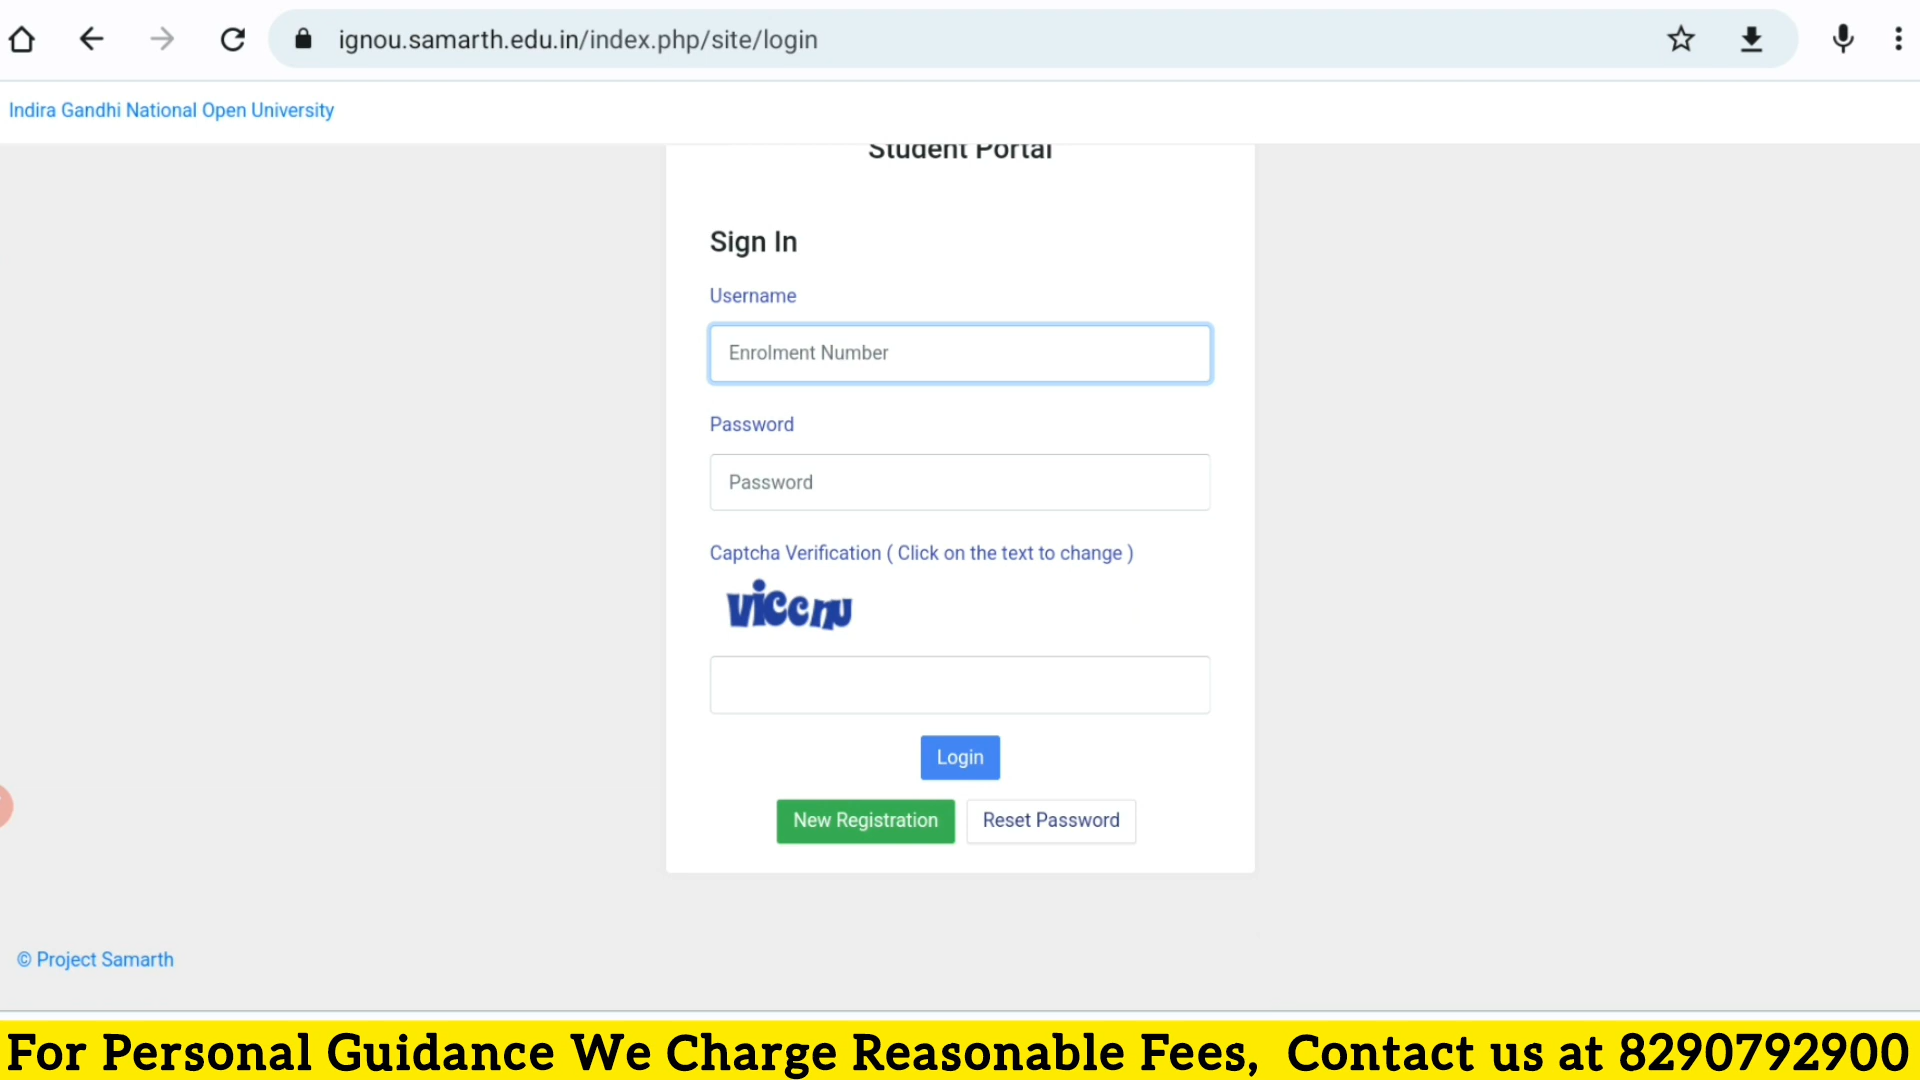 ignou.samarth.edu.in/index.php/site/login
Indira Gandhi National Open University
Student Portal
Sign In
Username
Enrolment Number
Password
Password
Captcha Verification ( Click on the text to change )
viccnu
Login
New Registration
Reset Password
© Project Samarth
For Personal Guidance We Charge Reasonable Fees, Contact us at 8290792900